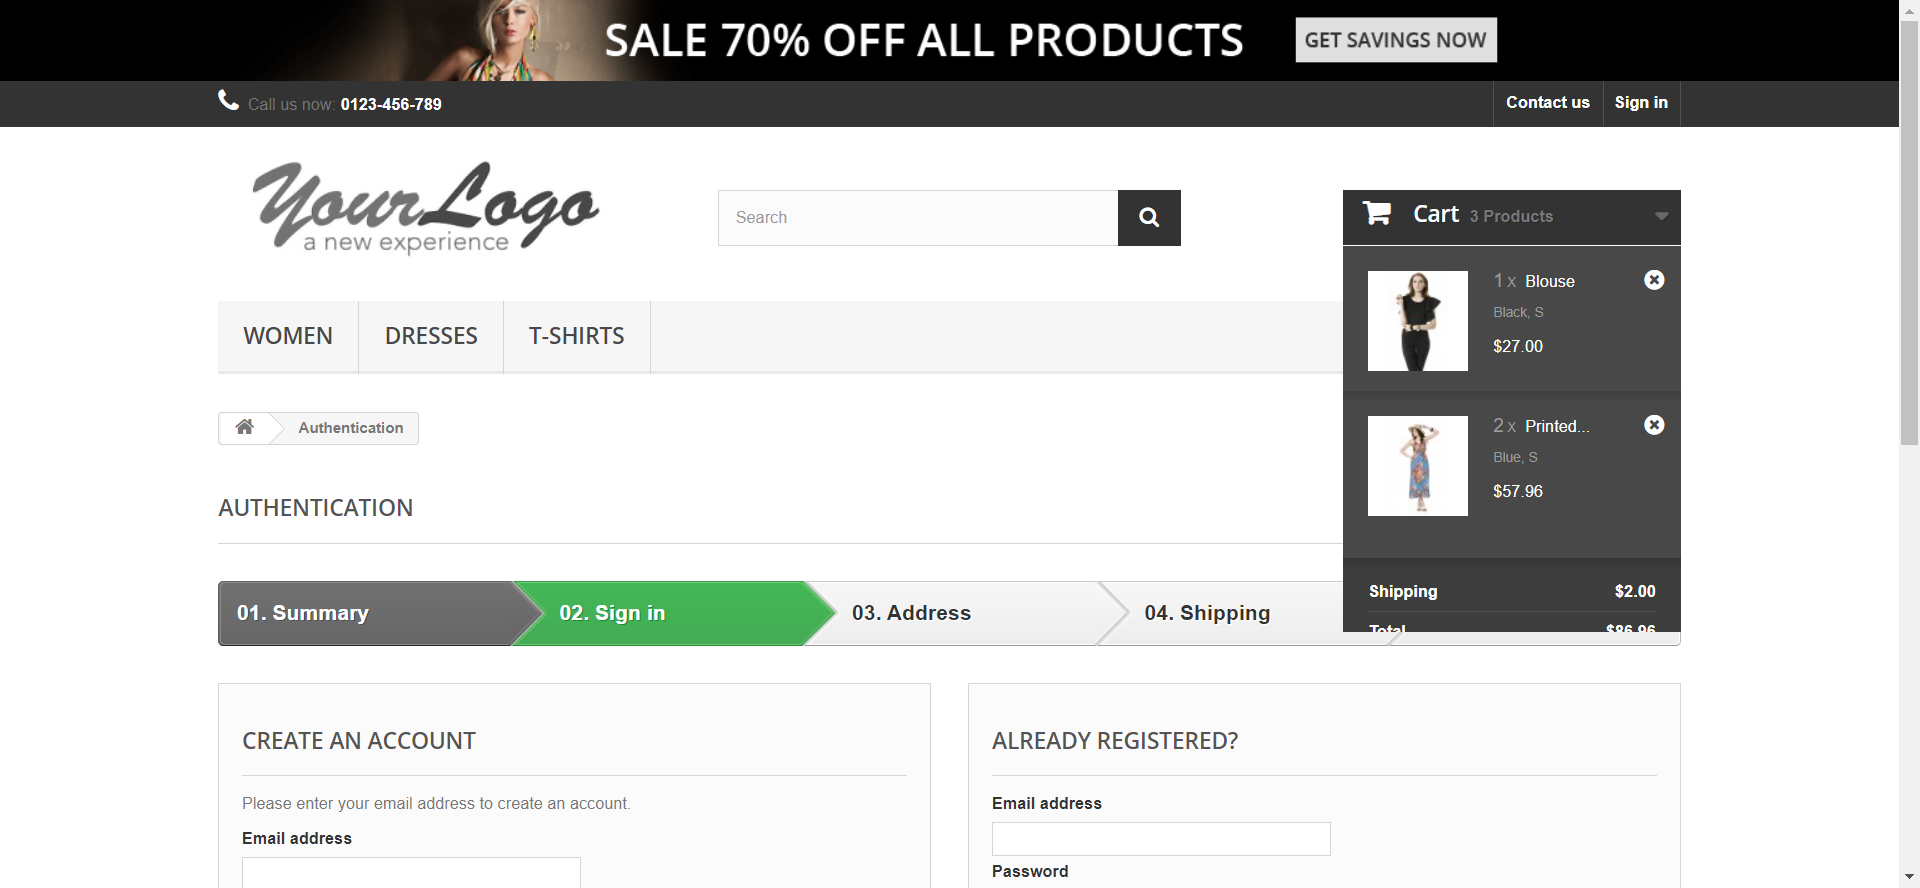 SALE 70% OFF ALL PRODUCTS
GET SAVINGS NOW
Call us now: 0123-456-789
Contact us
Sign in
Your Logo
a new experience
Search
Cart 3 Products
1 x Blouse
Black, S
$27.00
2 x Printed...
Blue, S
$57.96
Shipping $2.00
Total $86.96
WOMEN
DRESSES
T-SHIRTS
Authentication
AUTHENTICATION
01. Summary
02. Sign in
03. Address
04. Shipping
CREATE AN ACCOUNT
Please enter your email address to create an account.
Email address
ALREADY REGISTERED?
Email address
Password